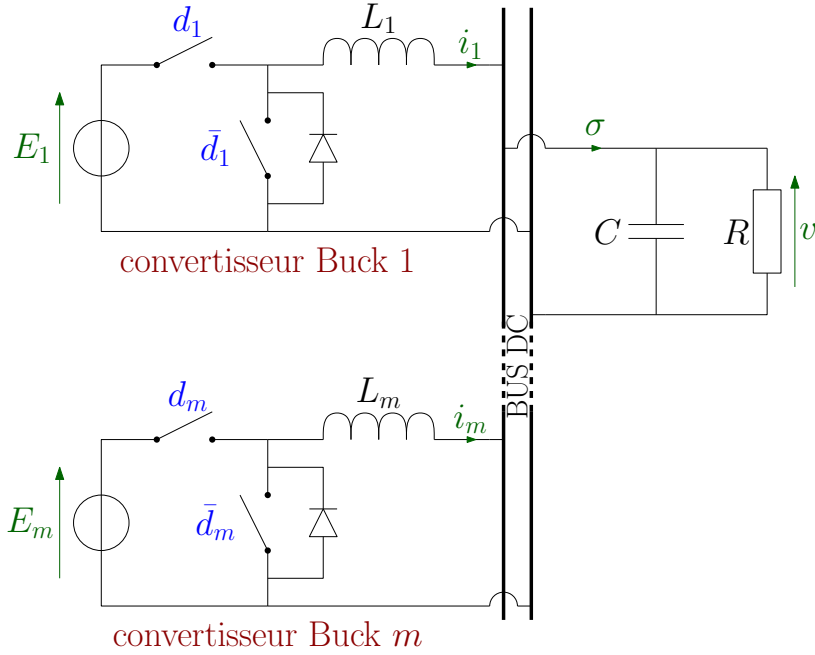 d₁
L₁
i₁
E₁
d̄₁
σ
C
R
v
convertisseur Buck 1
BUS DC
dₘ
Lₘ
iₘ
Eₘ
d̄ₘ
convertisseur Buck m